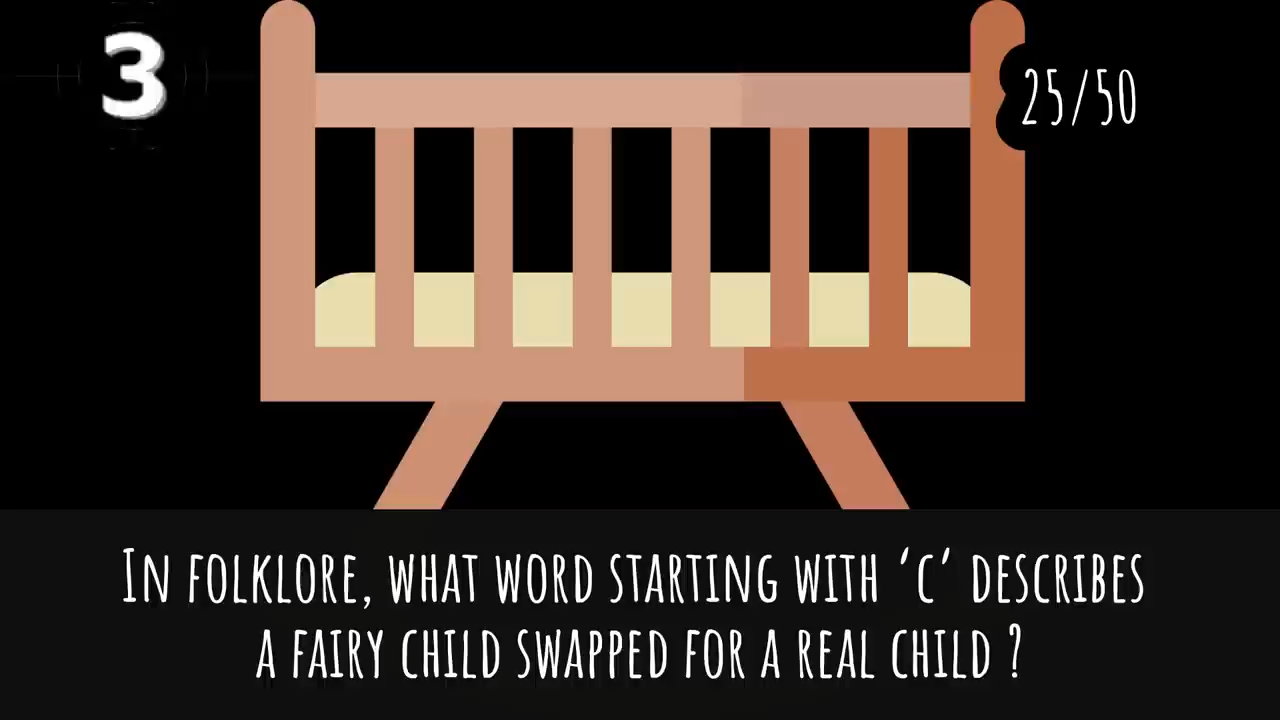 3
25/50
In folklore, what word starting with ‘c’ describes
a fairy child swapped for a real child ?